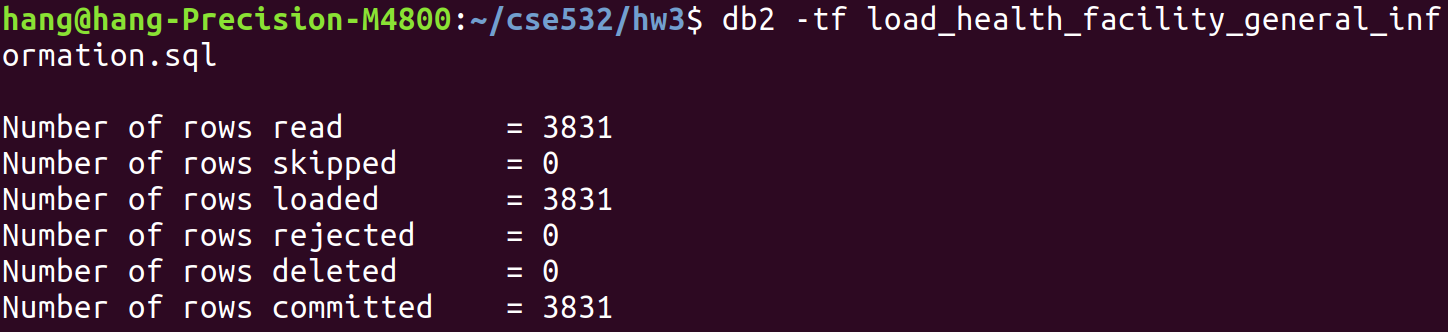 hang@hang-Precision-M4800:~/cse532/hw3$ db2 -tf load_health_facility_general_inf
ormation.sql
Number of rows read         = 3831
Number of rows skipped      = 0
Number of rows loaded       = 3831
Number of rows rejected     = 0
Number of rows deleted      = 0
Number of rows committed    = 3831